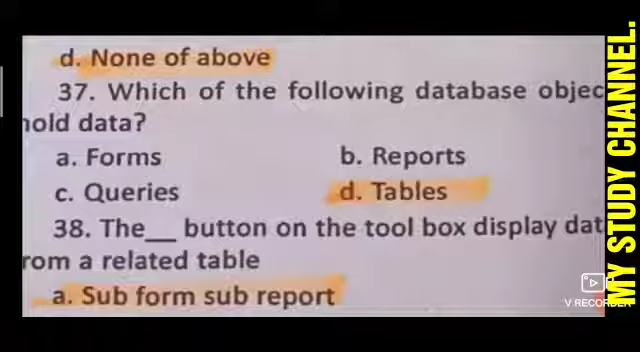 d. None of above
37. Which of the following database objec
hold data?
a. Forms
b. Reports
c. Queries
d. Tables
38. The__ button on the tool box display dat
rom a related table
a. Sub form sub report
MY STUDY CHANNEL.
V RECORDER